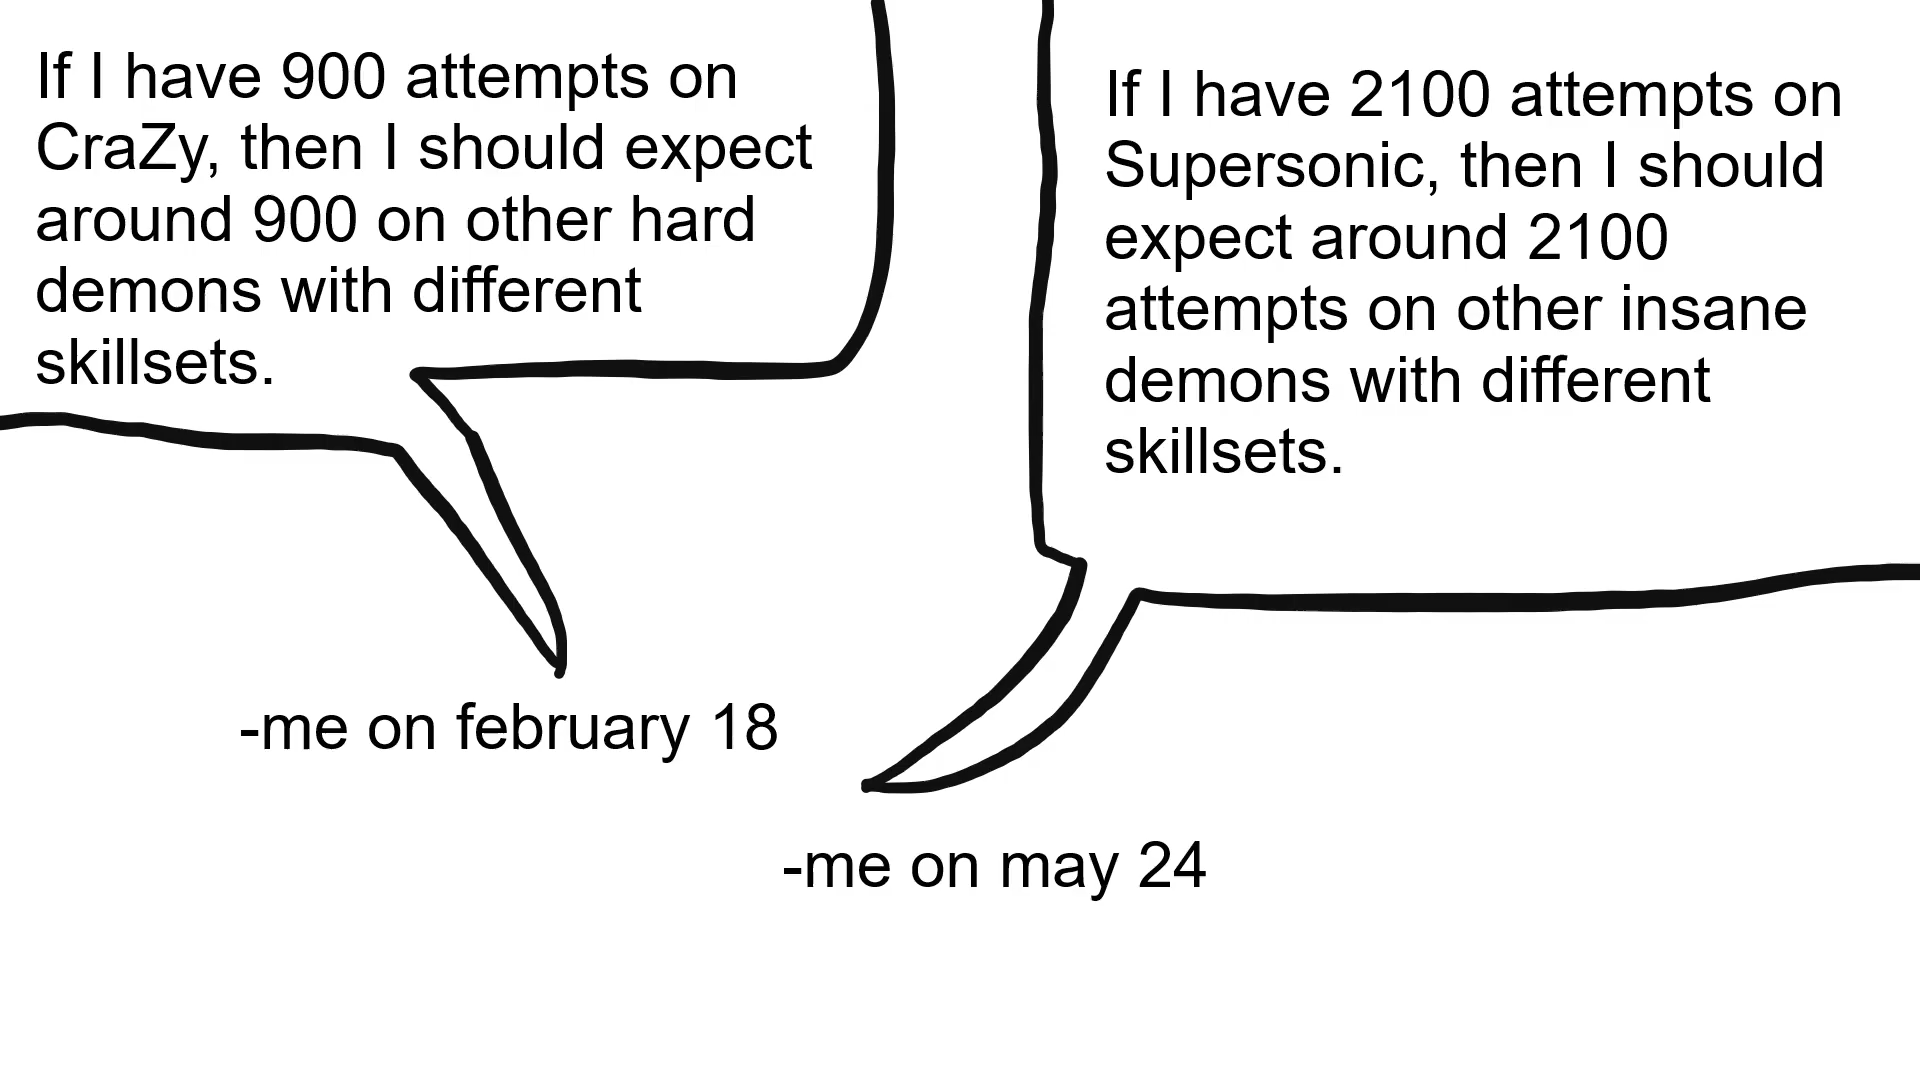 If I have 900 attempts on
CraZy, then I should expect
around 900 on other hard
demons with different
skillsets.
-me on february 18
If I have 2100 attempts on
Supersonic, then I should
expect around 2100
attempts on other insane
demons with different
skillsets.
-me on may 24